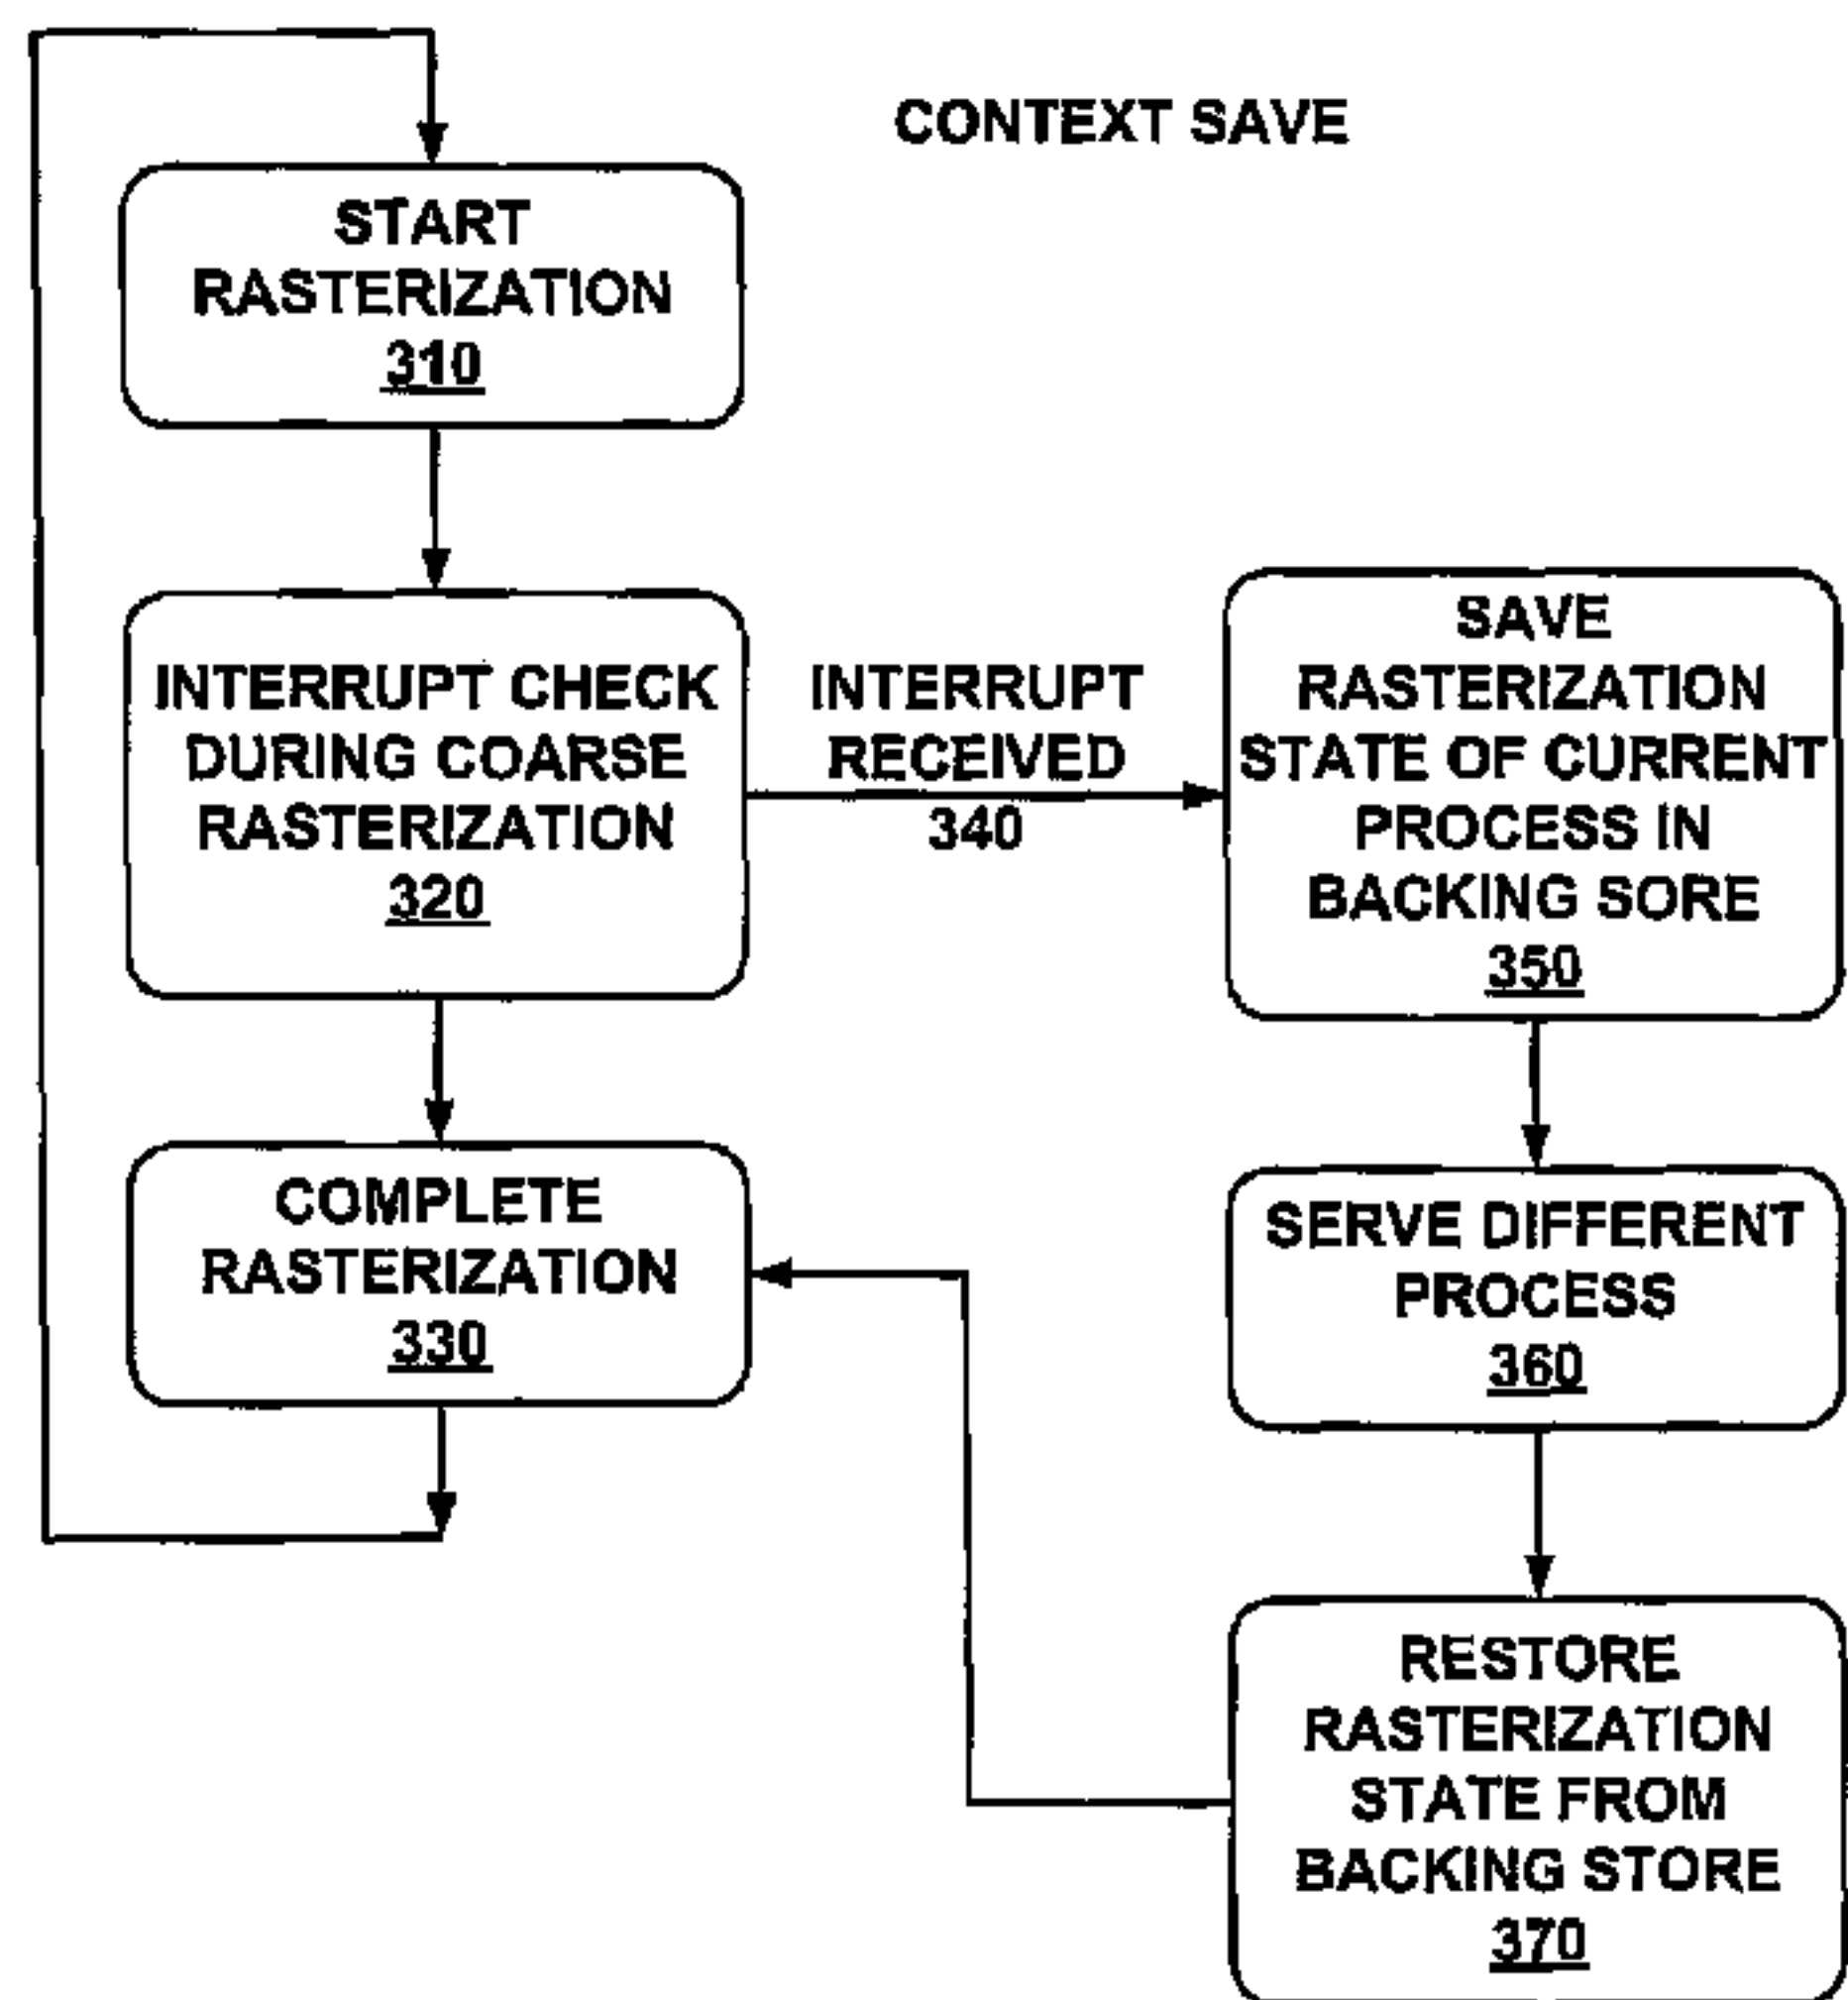 CONTEXT SAVE
START
RASTERIZATION
310
INTERRUPT CHECK
DURING COARSE
RASTERIZATION
320
INTERRUPT
RECEIVED
340
SAVE
RASTERIZATION
STATE OF CURRENT
PROCESS IN
BACKING SORE
350
COMPLETE
RASTERIZATION
330
SERVE DIFFERENT
PROCESS
360
RESTORE
RASTERIZATION
STATE FROM
BACKING STORE
370